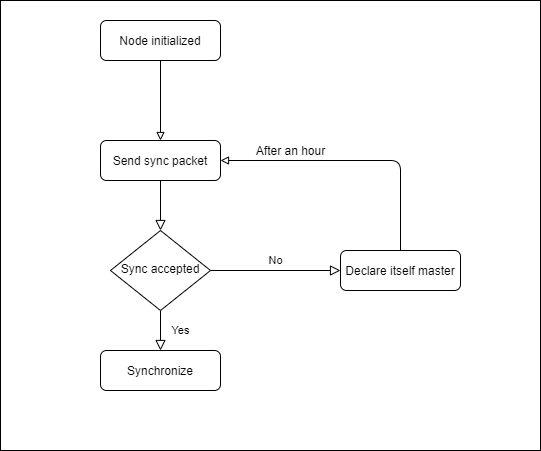 Node initialized
After an hour
Send sync packet
Sync accepted
No
Declare itself master
Yes
Synchronize